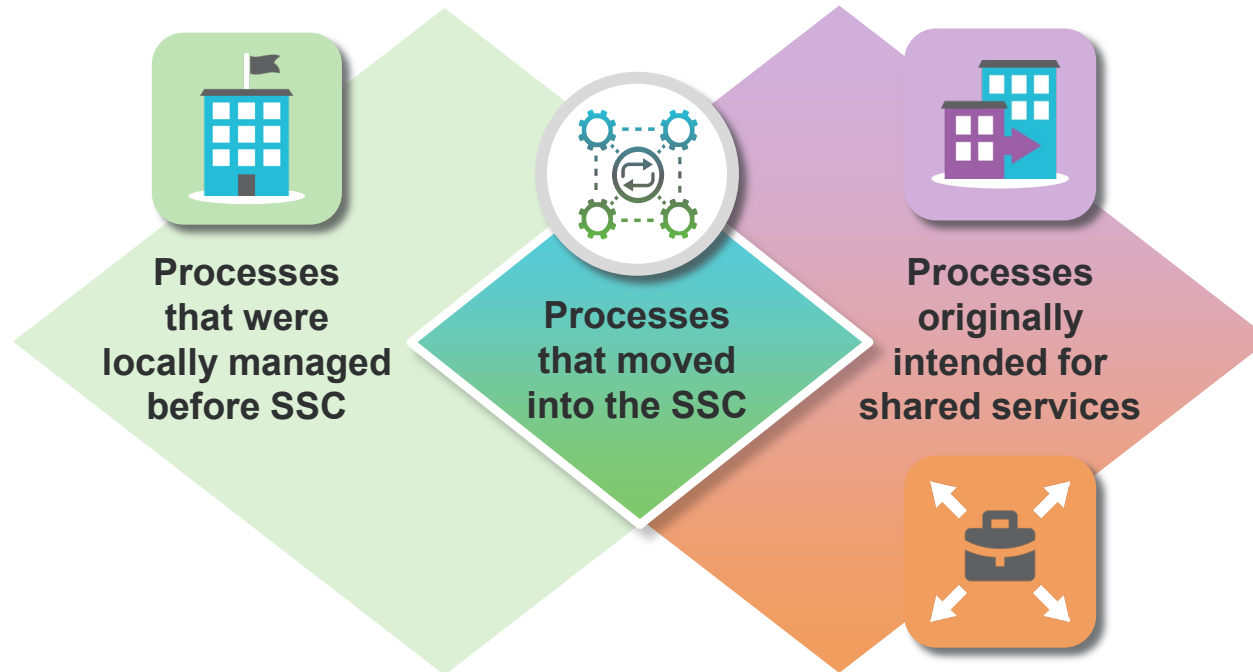 Processes
that were
locally managed
before SSC
Processes
that moved
into the SSC
Processes
originally
intended for
shared services